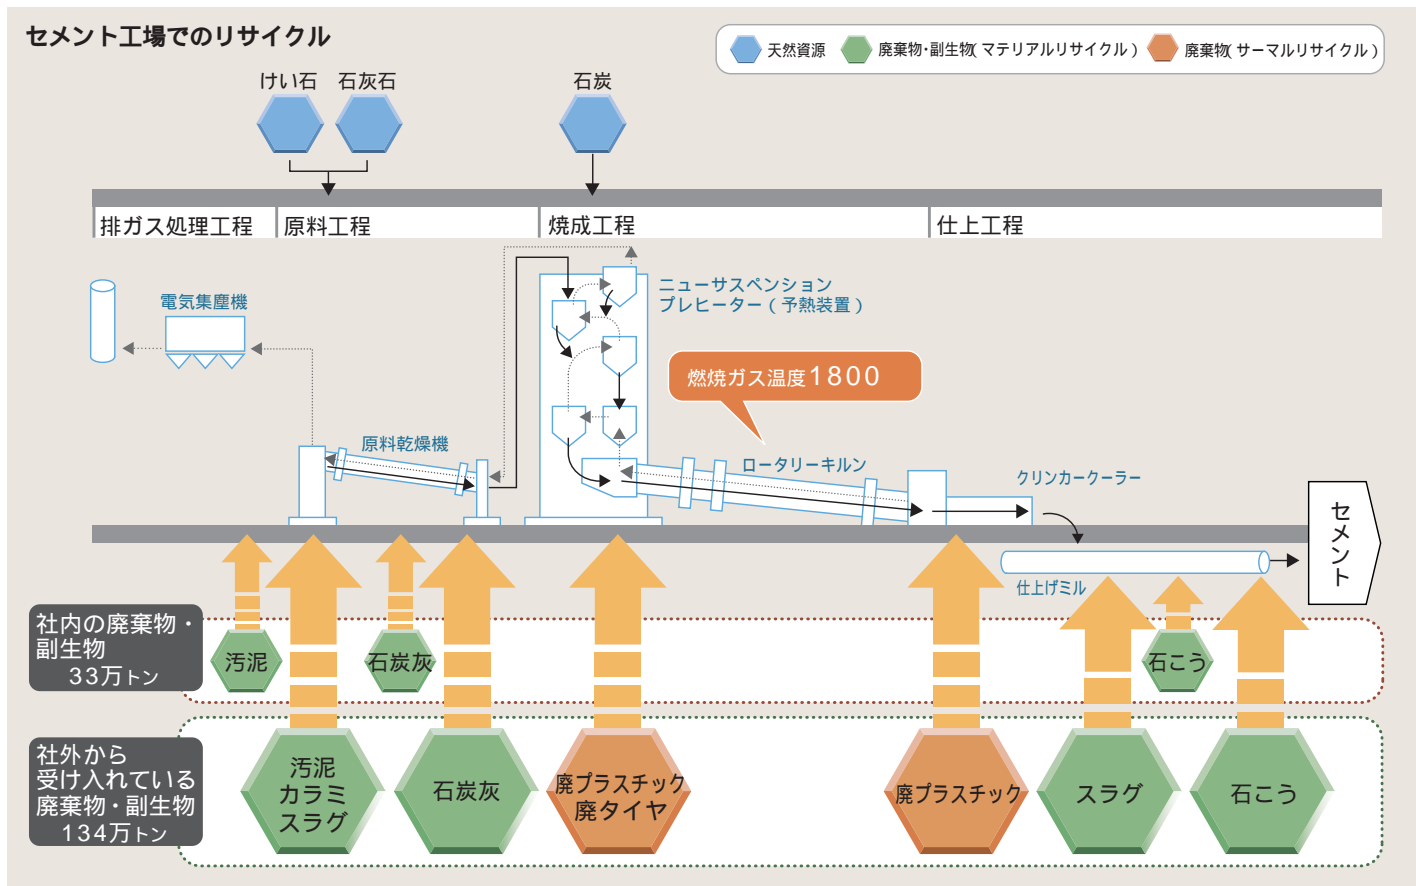 セメント工場でのリサイクル
天然資源
廃棄物・副生物(マテリアルリサイクル)
廃棄物(サーマルリサイクル)
けい石
石灰石
石炭
排ガス処理工程
原料工程
焼成工程
仕上工程
電気集塵機
ニューサスペンション
プレヒーター(予熱装置)
燃焼ガス温度1800
原料乾燥機
ロータリーキルン
クリンカークーラー
セメント
仕上げミル
社内の廃棄物・
副生物
33万トン
汚泥
石炭灰
石こう
社外から
受け入れている
廃棄物・副生物
134万トン
汚泥
カラミ
スラグ
石炭灰
廃プラスチック
廃タイヤ
廃プラスチック
スラグ
石こう